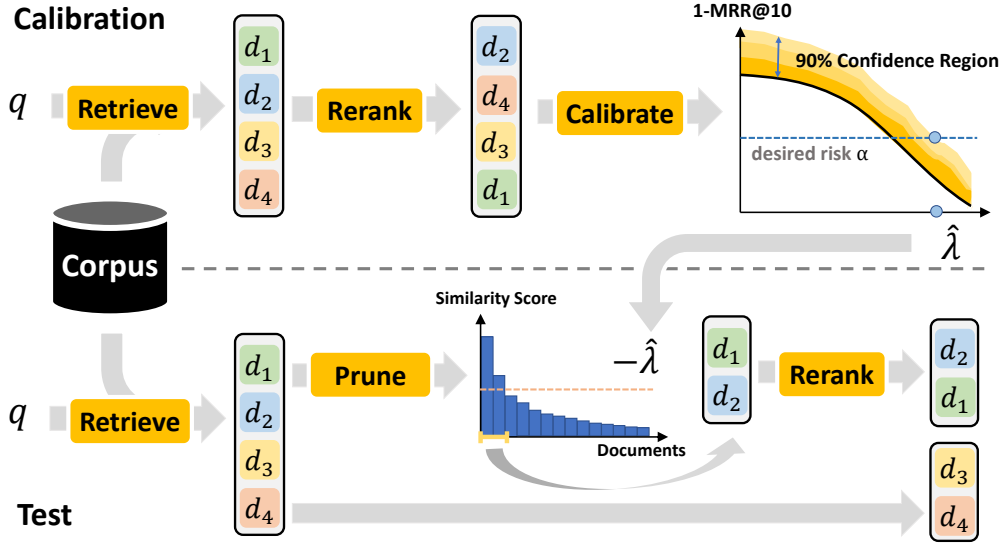 Calibration
q
Retrieve
d₁
d₂
d₃
d₄
Rerank
d₂
d₄
d₃
d₁
Calibrate
1-MRR@10
90% Confidence Region
desired risk α
λ̂
Corpus
q
Retrieve
d₁
d₂
d₃
d₄
Prune
Similarity Score
−λ̂
Documents
d₁
d₂
Rerank
d₂
d₁
d₃
d₄
Test